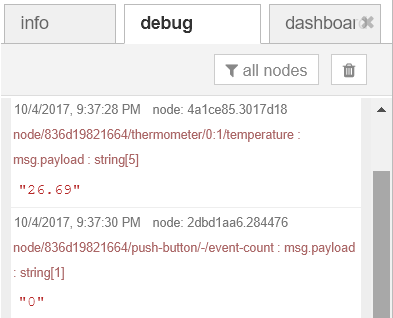 info
debug
dashboar
all nodes
10/4/2017, 9:37:28 PM node: 4a1ce85.3017d18
node/836d19821664/thermometer/0:1/temperature :
msg.payload : string[5]
"26.69"
10/4/2017, 9:37:30 PM node: 2dbd1aa6.284476
node/836d19821664/push-button/-/event-count : msg.payload
: string[1]
"0"